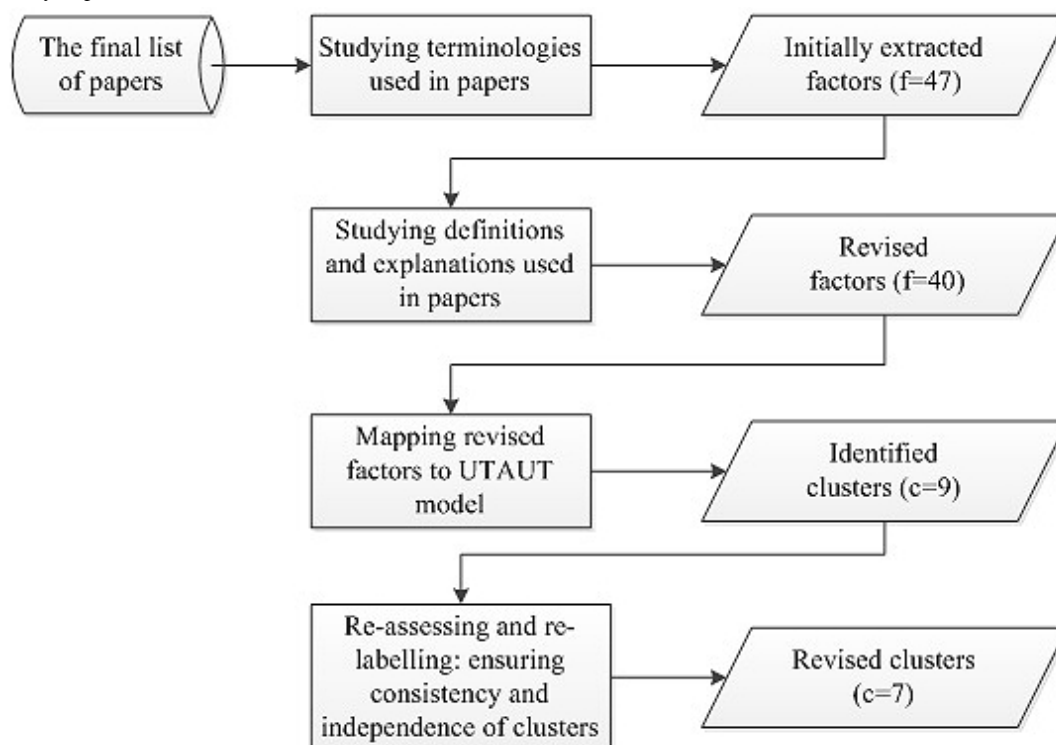 The final list
of papers
Studying terminologies
used in papers
Initially extracted
factors (f=47)
Studying definitions
and explanations used
in papers
Revised
factors (f=40)
Mapping revised
factors to UTAUT
model
Identified
clusters (c=9)
Re-assessing and re-
labelling: ensuring
consistency and
independence of clusters
Revised clusters
(c=7)